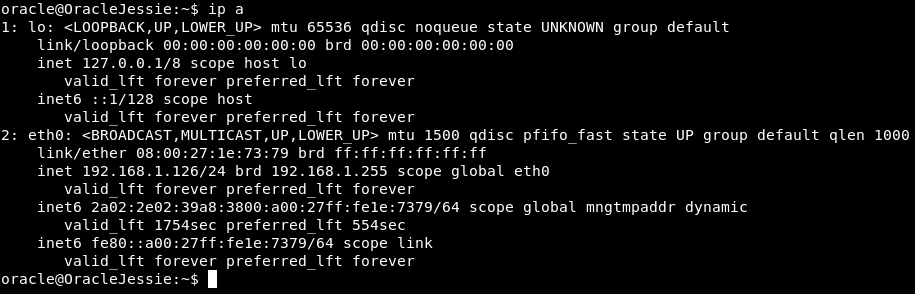 oracle@OracleJessie:~$ ip a
1: lo: <LOOPBACK,UP,LOWER_UP> mtu 65536 qdisc noqueue state UNKNOWN group default
    link/loopback 00:00:00:00:00:00 brd 00:00:00:00:00:00
    inet 127.0.0.1/8 scope host lo
       valid_lft forever preferred_lft forever
    inet6 ::1/128 scope host
       valid_lft forever preferred_lft forever
2: eth0: <BROADCAST,MULTICAST,UP,LOWER_UP> mtu 1500 qdisc pfifo_fast state UP group default qlen 1000
    link/ether 08:00:27:1e:73:79 brd ff:ff:ff:ff:ff:ff
    inet 192.168.1.126/24 brd 192.168.1.255 scope global eth0
       valid_lft forever preferred_lft forever
    inet6 2a02:2e02:39a8:3800:a00:27ff:fe1e:7379/64 scope global mngtmpaddr dynamic
       valid_lft 1754sec preferred_lft 554sec
    inet6 fe80::a00:27ff:fe1e:7379/64 scope link
       valid_lft forever preferred_lft forever
oracle@OracleJessie:~$